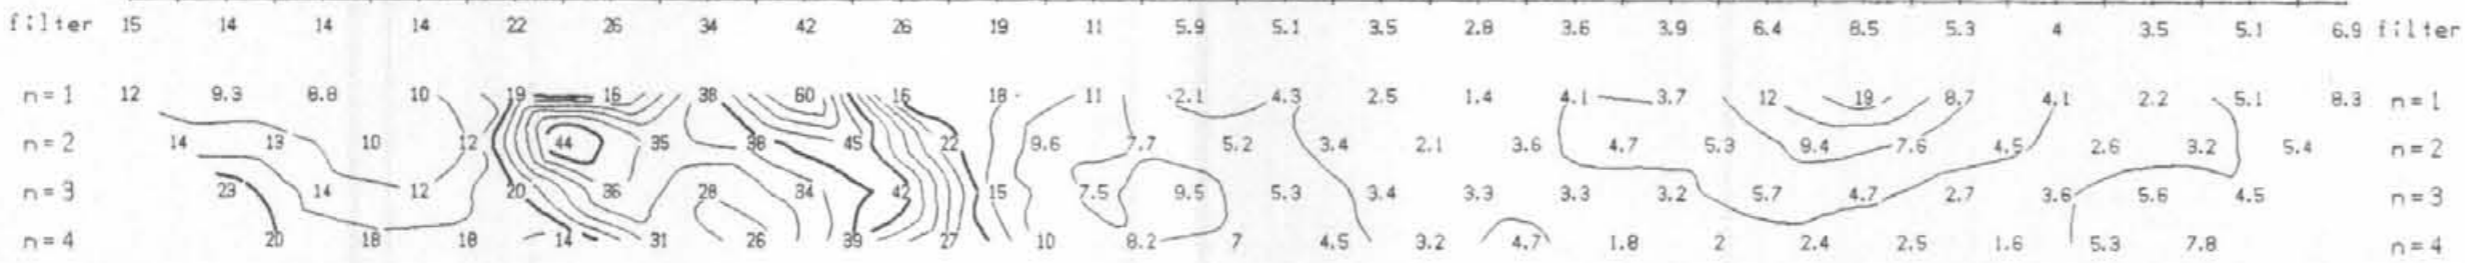 filter 15 14 14 14 22 26 34 42 26 19 11 5.9 5.1 3.5 2.8 3.6 3.9 6.4 8.5 5.3 4 3.5 5.1 6.9 filter
n=1 12 9.3 8.8 10 19 16 38 60 16 18 11 2.1 4.3 2.5 1.4 4.1 3.7 12 19 8.7 4.1 2.2 5.1 8.3 n=1
n=2 14 13 10 12 44 35 38 45 22 9.6 7.7 5.2 3.4 2.1 3.6 4.7 5.3 9.4 7.6 4.5 2.6 3.2 5.4 n=2
n=3 23 14 12 20 36 28 34 42 15 7.5 9.5 5.3 3.4 3.3 3.3 3.2 5.7 4.7 2.7 3.6 5.6 4.5 n=3
n=4 20 18 18 14 31 26 39 27 10 8.2 7 4.5 3.2 4.7 1.8 2 2.4 2.5 1.6 5.3 7.8 n=4